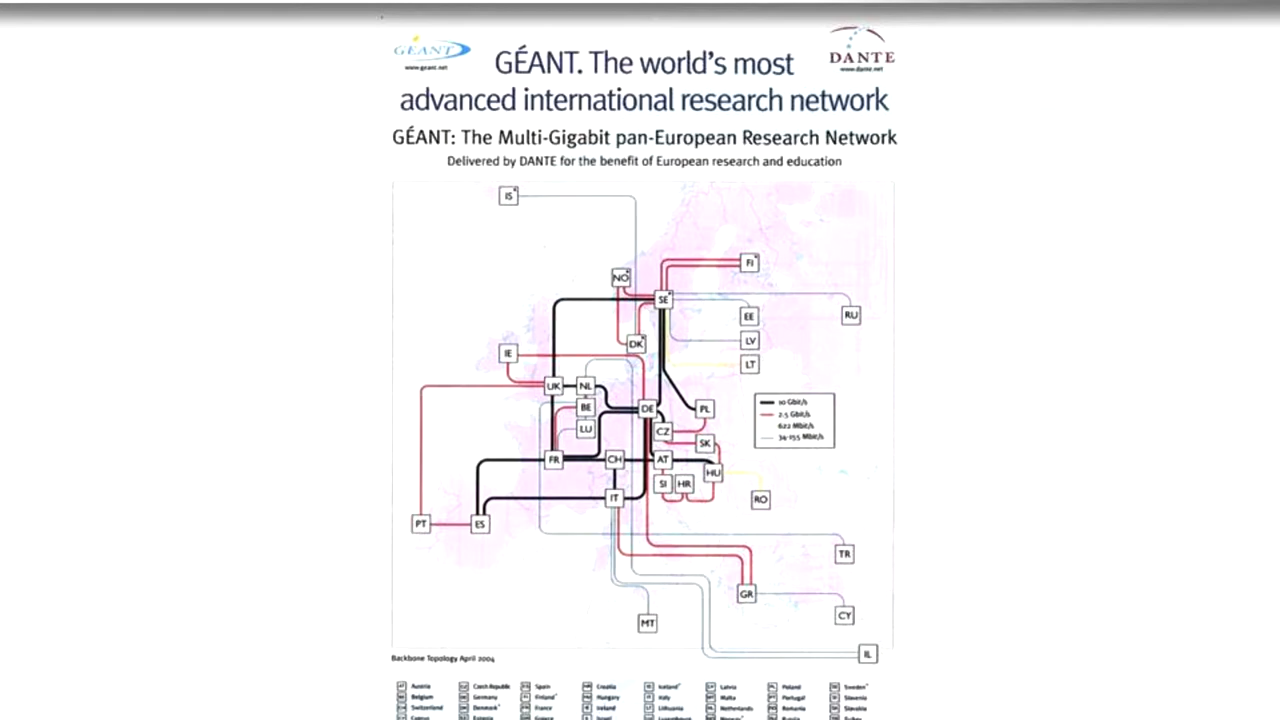 GÉANT
www.geant.net
DANTE
www.dante.net
GÉANT. The world's most
advanced international research network
GÉANT: The Multi-Gigabit pan-European Research Network
Delivered by DANTE for the benefit of European research and education
IS*
NO*
FI*
SE*
EE
RU
DK*
LV
IE
LT
UK
NL
BE
DE
PL
LU
CZ
SK
FR
CH
AT
HU
SI
HR
IT
RO
PT
ES
TR
GR
CY
MT
IL
10 Gbit/s
2.5 Gbit/s
622 Mbit/s
34-155 Mbit/s
Backbone Topology April 2004
Austria Czech Republic Spain Croatia Iceland* Latvia Poland Sweden*
Belgium Germany Finland* Hungary Italy Malta Portugal Slovenia
Switzerland Denmark* France Ireland Lithuania Netherlands Romania Slovakia